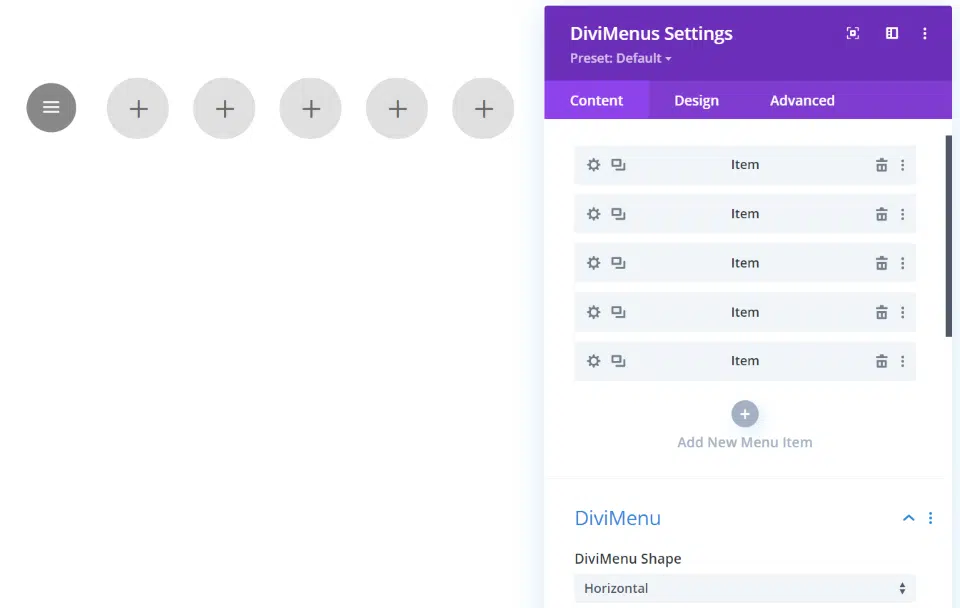 DiviMenus Settings
Preset: Default
Content Design Advanced
Item
Item
Item
Item
Item
Add New Menu Item
DiviMenu
DiviMenu Shape
Horizontal